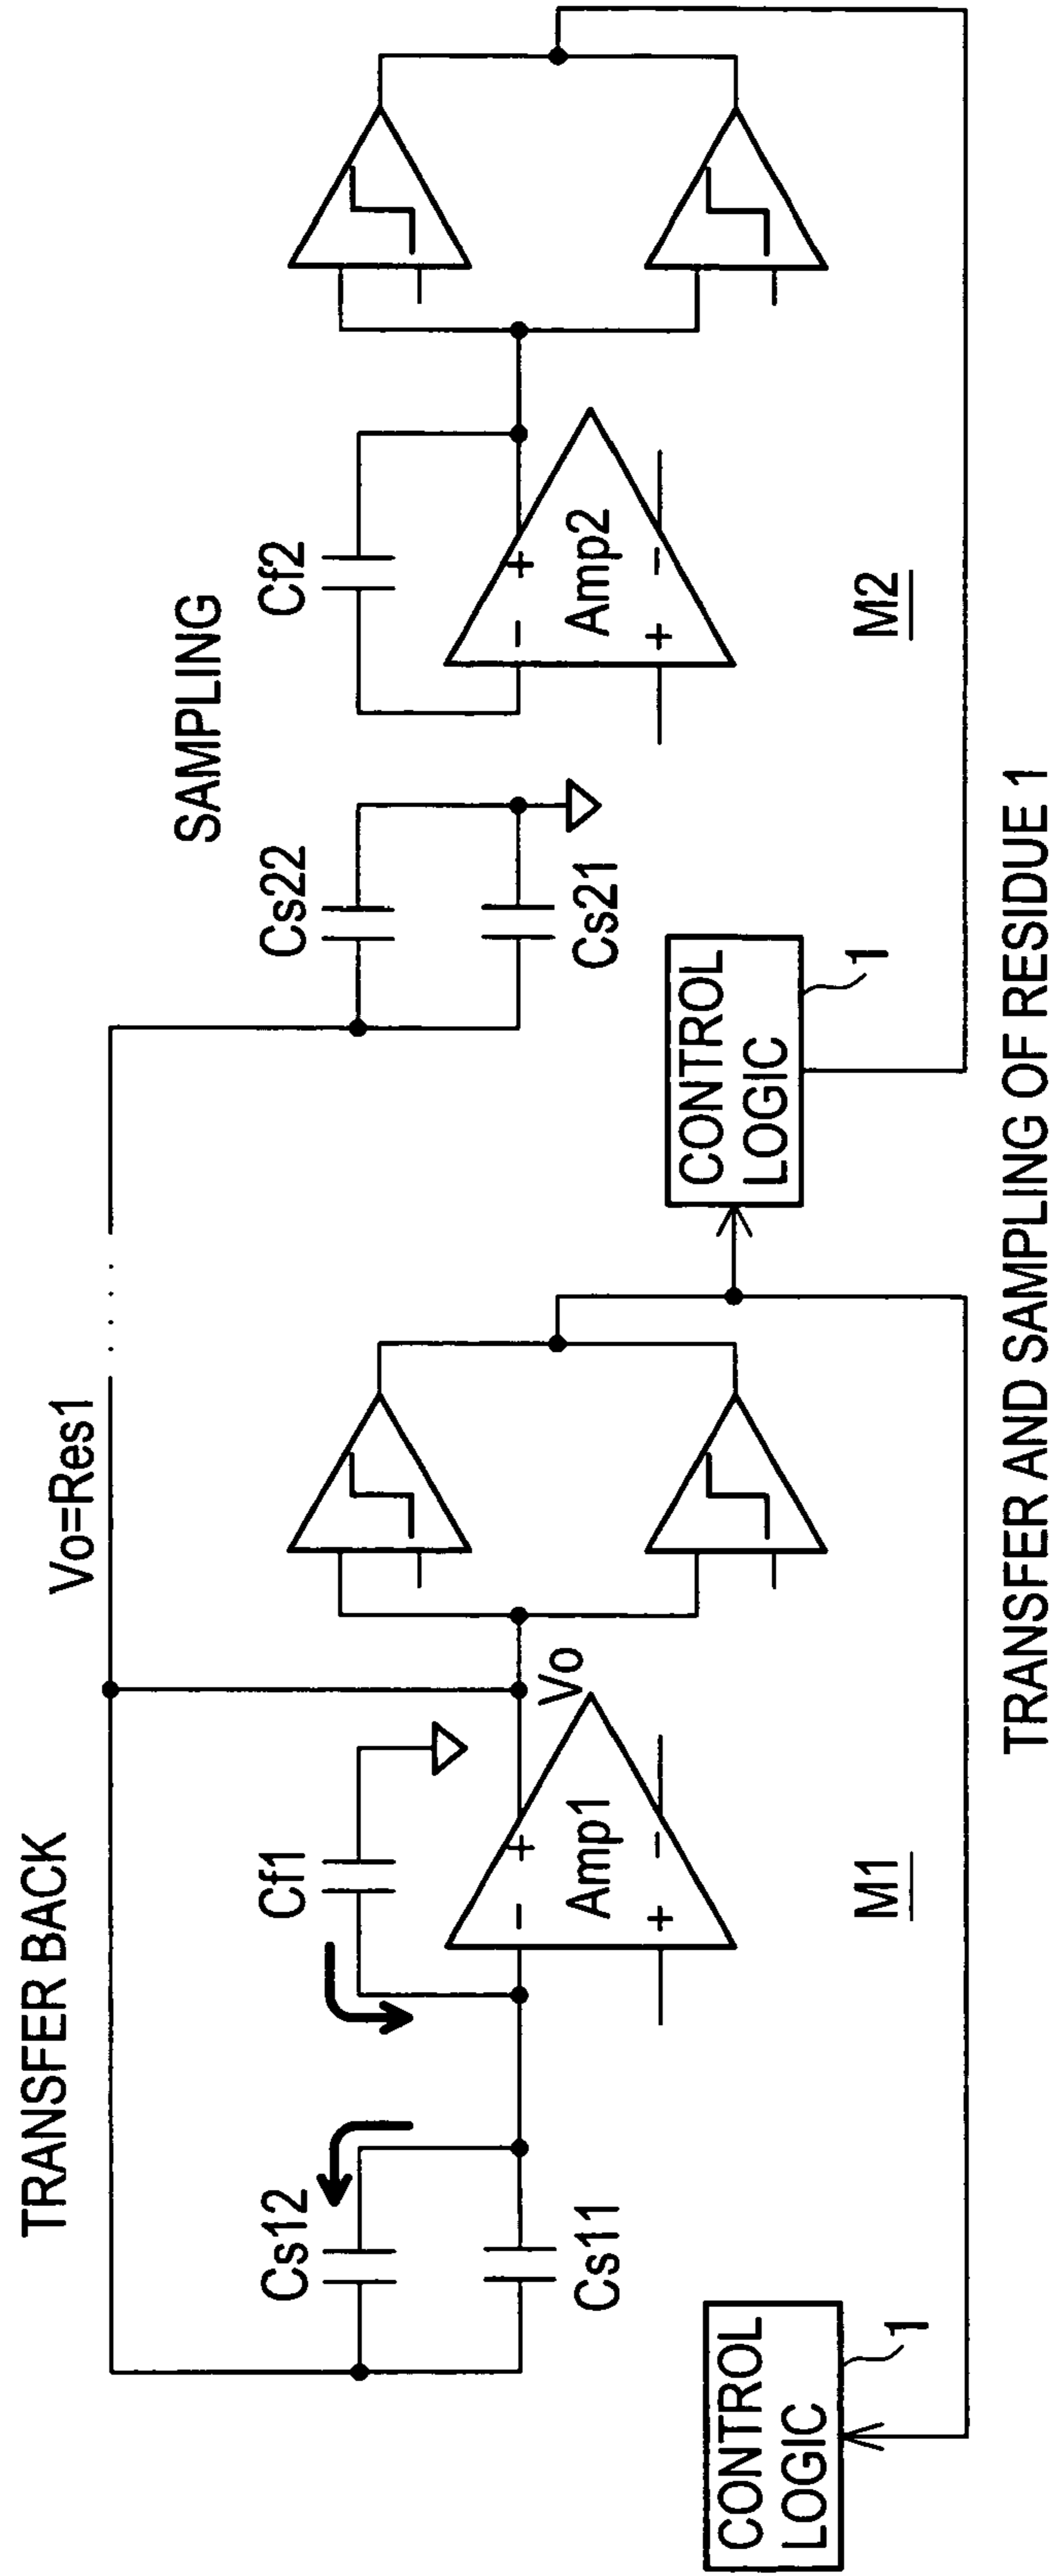 TRANSFER BACK
Vo=Res1
SAMPLING
Cs12
Cf1
Cs22
Cf2
− +
Amp1
+ −
Vo
− +
Amp2
+ −
Cs11
Cs21
CONTROL
LOGIC
1
M1
CONTROL
LOGIC
1
M2
TRANSFER AND SAMPLING OF RESIDUE 1